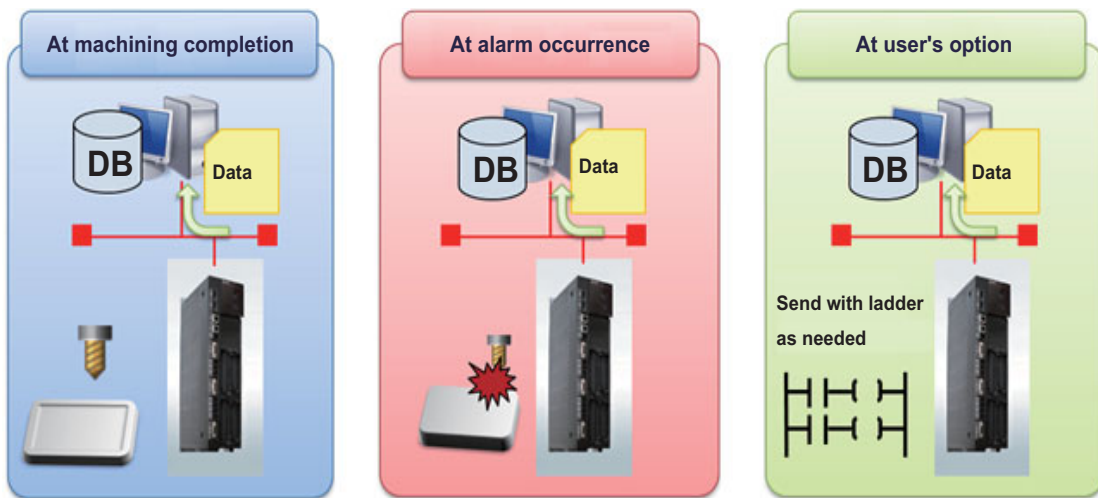 At machining completion
DB
Data
At alarm occurrence
DB
Data
At user's option
DB
Data
Send with ladder
as needed